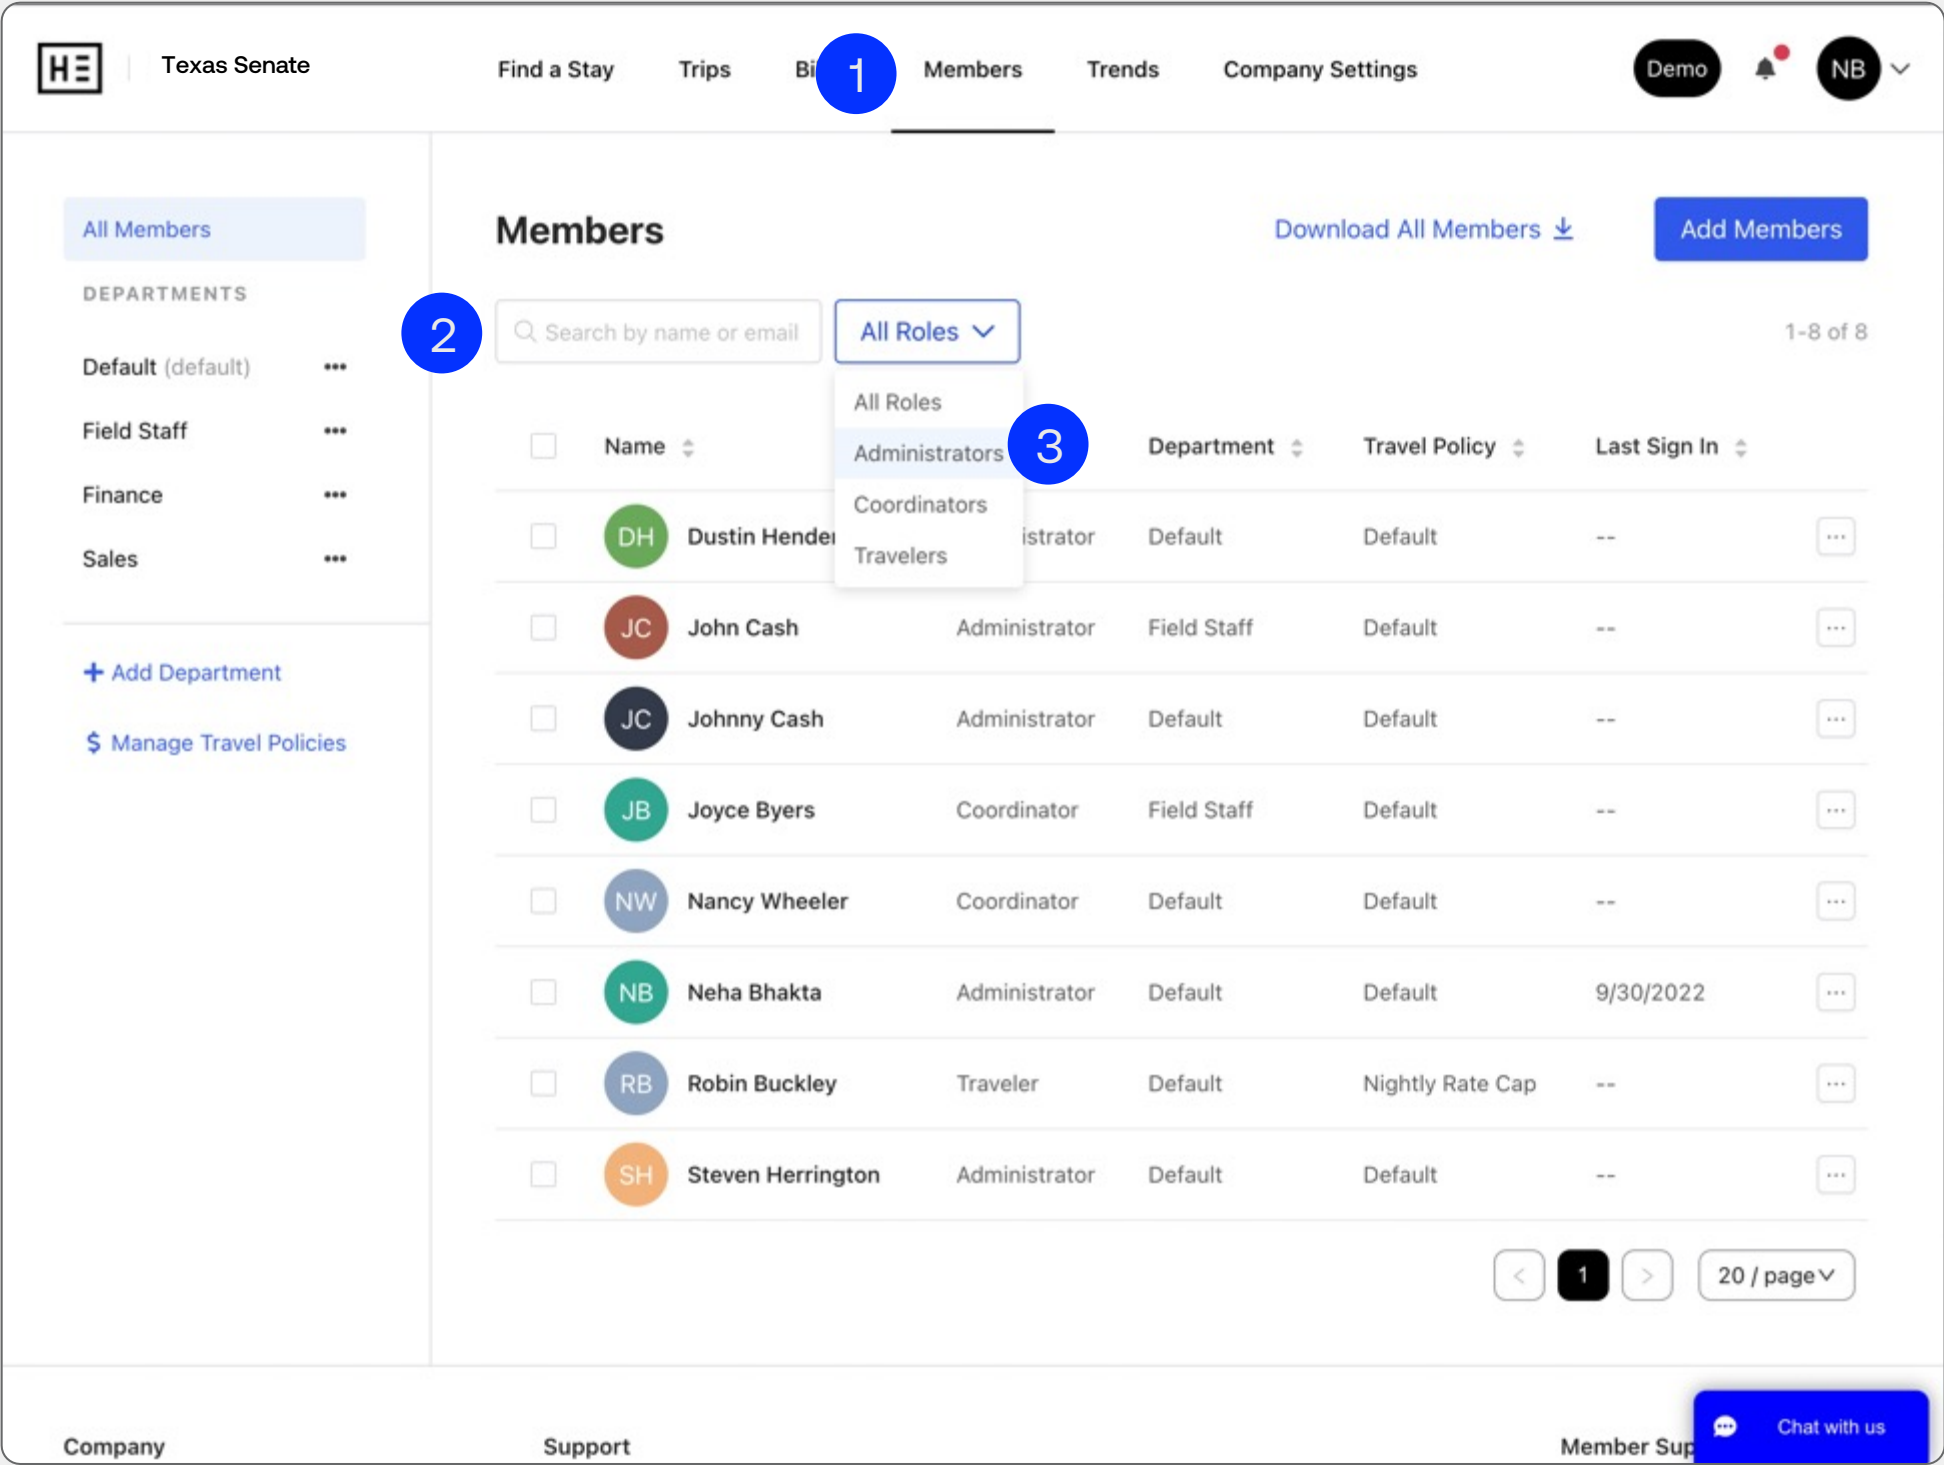 HE
Texas Senate
Find a Stay
Trips
Bi
1
Members
Trends
Company Settings
Demo
NB
All Members
DEPARTMENTS
Default (default)
Field Staff
Finance
Sales
Add Department
$ Manage Travel Policies
Members
Download All Members
Add Members
2
Search by name or email
All Roles
1-8 of 8
All Roles
Administrators
Coordinators
Travelers
3
Name Department Travel Policy Last Sign In
DH Dustin Hender istrator Default Default --
JC John Cash Administrator Field Staff Default --
JC Johnny Cash Administrator Default Default --
JB Joyce Byers Coordinator Field Staff Default --
NW Nancy Wheeler Coordinator Default Default --
NB Neha Bhakta Administrator Default Default 9/30/2022
RB Robin Buckley Traveler Default Nightly Rate Cap --
SH Steven Herrington Administrator Default Default --
< 1 > 20 / page
Company
Support
Member Sup
Chat with us